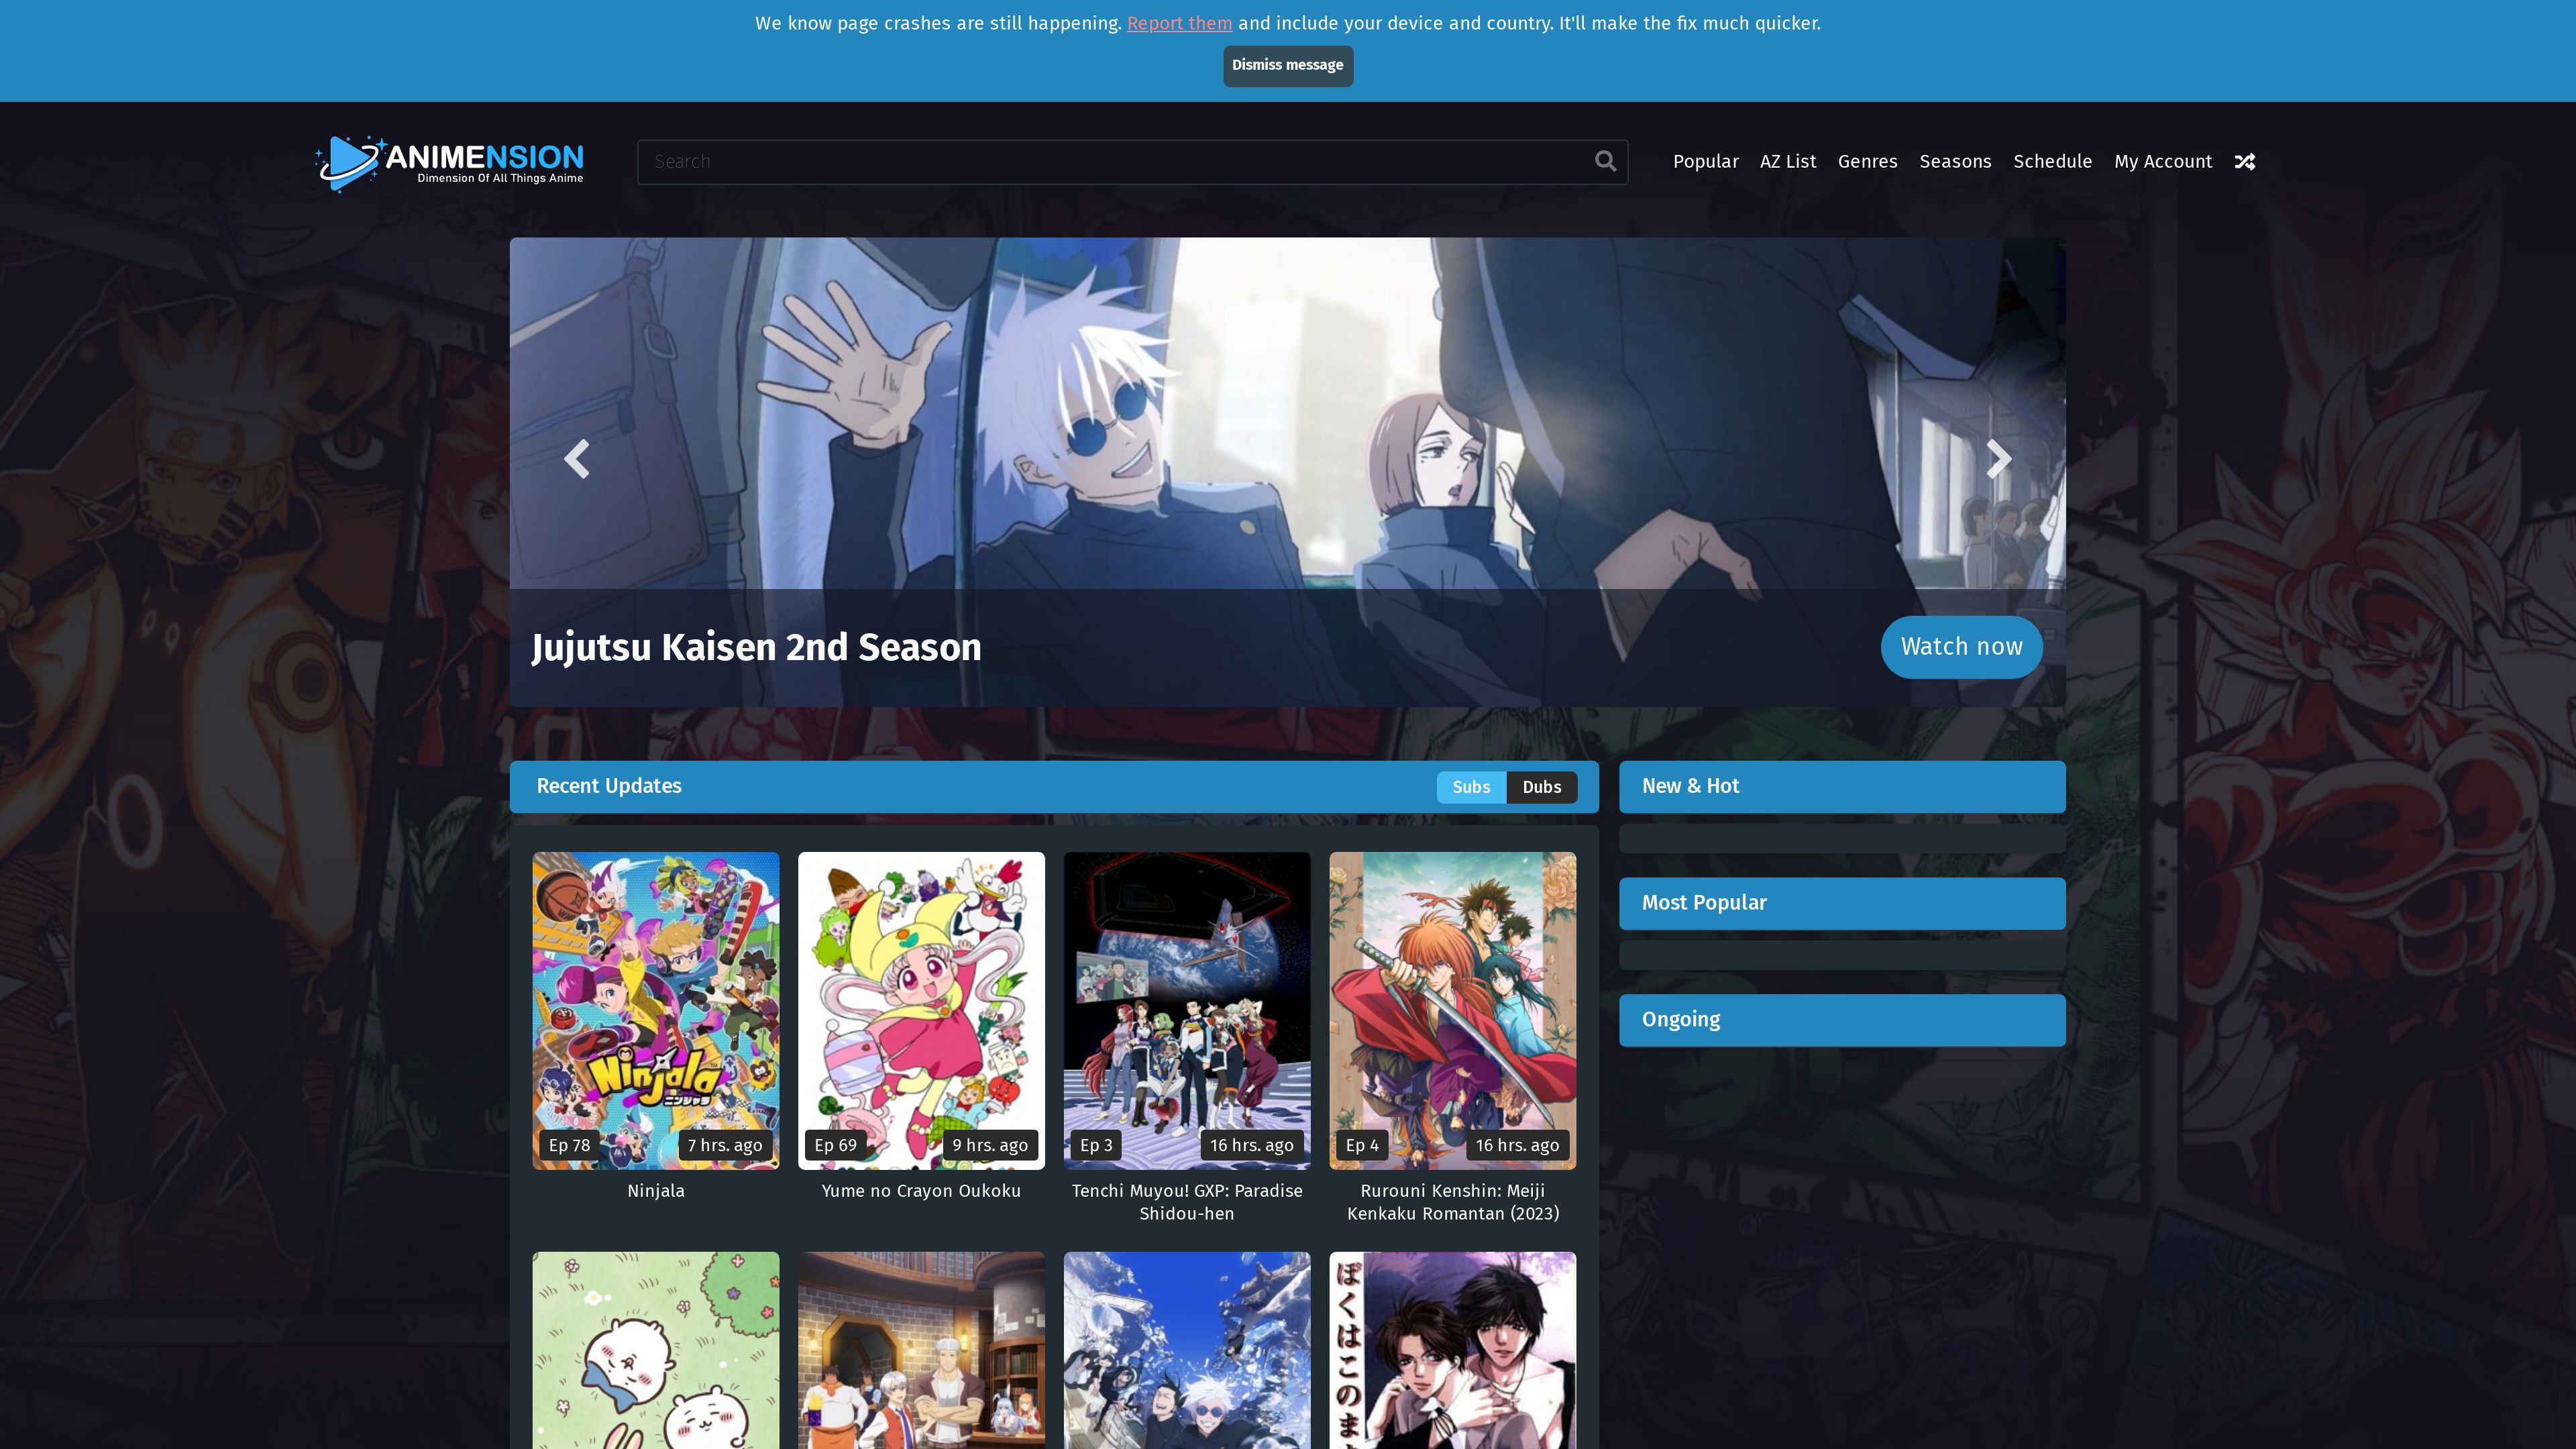 We know page crashes are still happening. Report them and include your device and country. It'll make the fix much quicker.
Dismiss message
ANIMENSION
Dimension Of All Things Anime
Search
Popular AZ List Genres Seasons Schedule My Account
Jujutsu Kaisen 2nd Season
Watch now
Recent Updates
Subs Dubs
New & Hot
Most Popular
Ongoing
Ninjala
ニンジャラ
Ep 78 7 hrs. ago
Ninjala
Ep 69 9 hrs. ago
Yume no Crayon Oukoku
Ep 3 16 hrs. ago
Tenchi Muyou! GXP: Paradise
Shidou-hen
Ep 4 16 hrs. ago
Rurouni Kenshin: Meiji
Kenkaku Romantan (2023)
ぼくはこのま